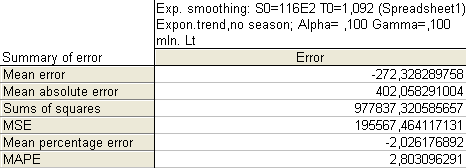 Exp. smoothing: S0=116E2 T0=1,092 (Spreadsheet1)
Expon.trend,no season; Alpha= ,100 Gamma=,100
mln. Lt
Summary of error Error
Mean error -272,328289758
Mean absolute error 402,058291004
Sums of squares 977837,320585657
MSE 195567,464117131
Mean percentage error -2,026176892
MAPE 2,803096291